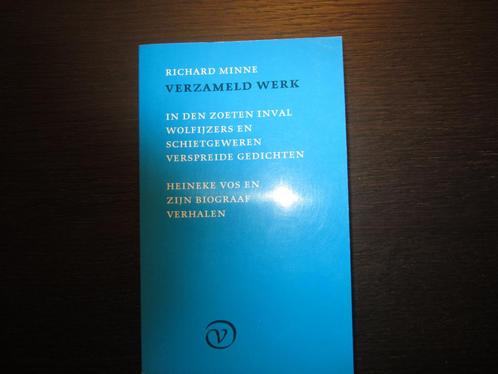 RICHARD MINNE
VERZAMELD WERK
IN DEN ZOETEN INVAL
WOLFIJZERS EN
SCHIETGEWEREN
VERSPREIDE GEDICHTEN
HEINEKE VOS EN
ZIJN BIOGRAAF
VERHALEN
V